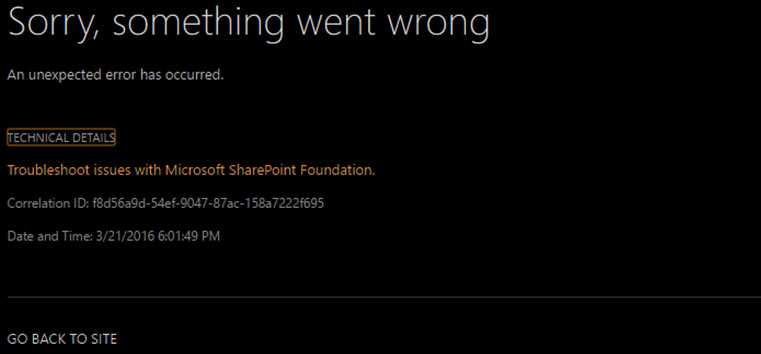 Sorry, something went wrong
An unexpected error has occurred.
TECHNICAL DETAILS
Troubleshoot issues with Microsoft SharePoint Foundation.
Correlation ID: f8d56a9d-54ef-9047-87ac-158a7222f695
Date and Time: 3/21/2016 6:01:49 PM
GO BACK TO SITE